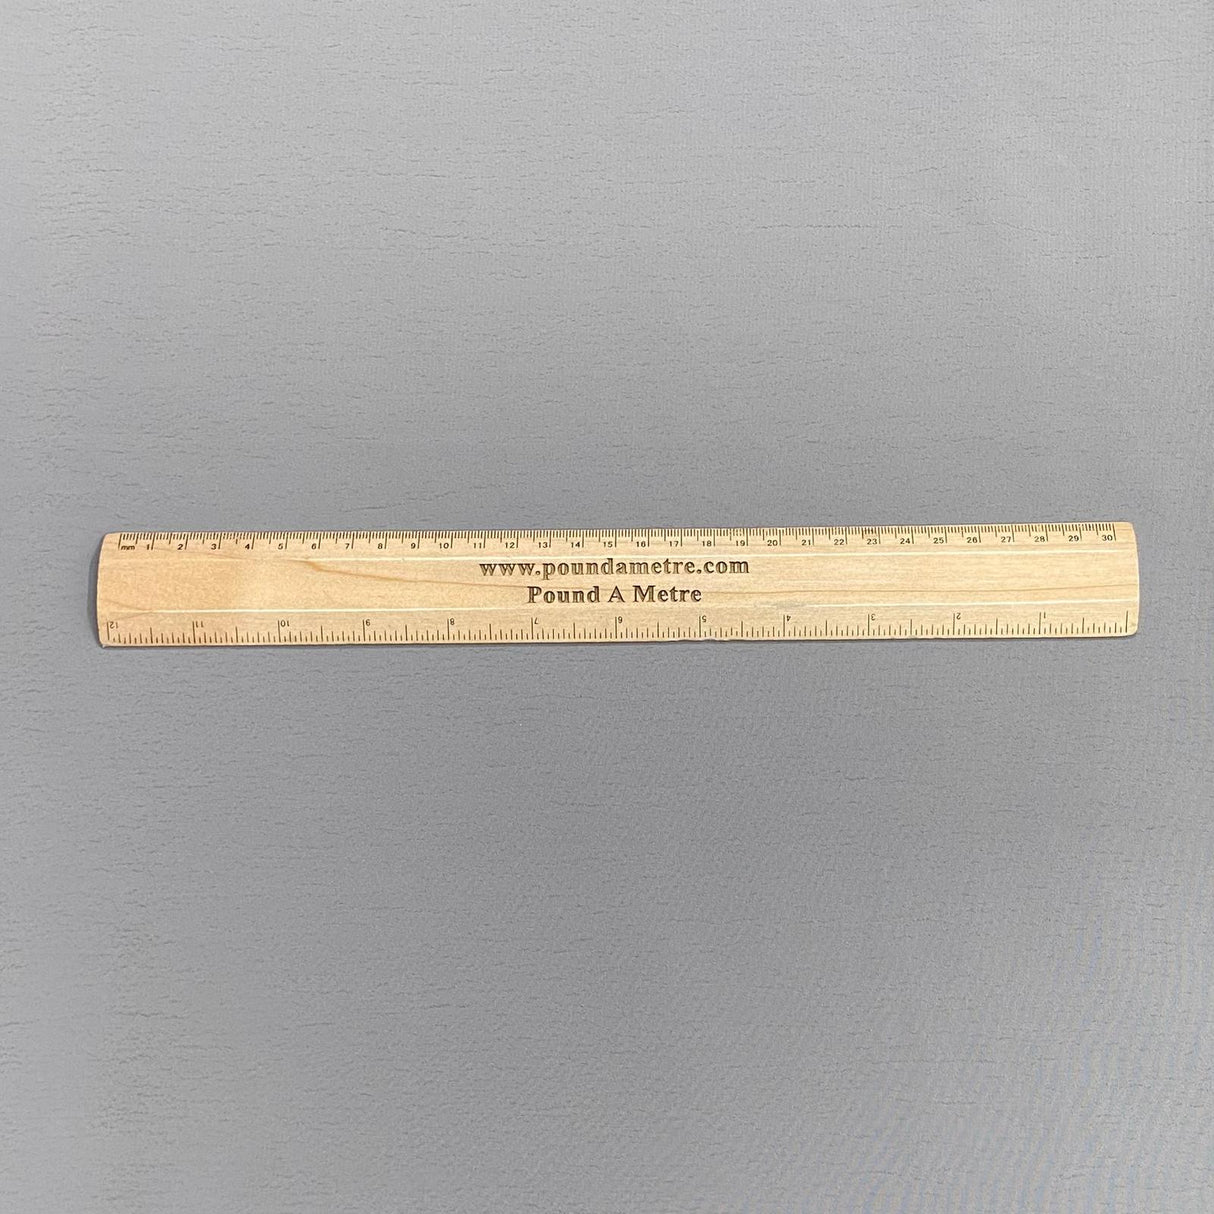 mm 1 2 3 4 5 6 7 8 9 10 11 12 13 14 15 16 17 18 19 20 21 22 23 24 25 26 27 28 29 30
www.poundametre.com
Pound A Metre
12 11 10 9 8 7 6 5 4 3 2 1